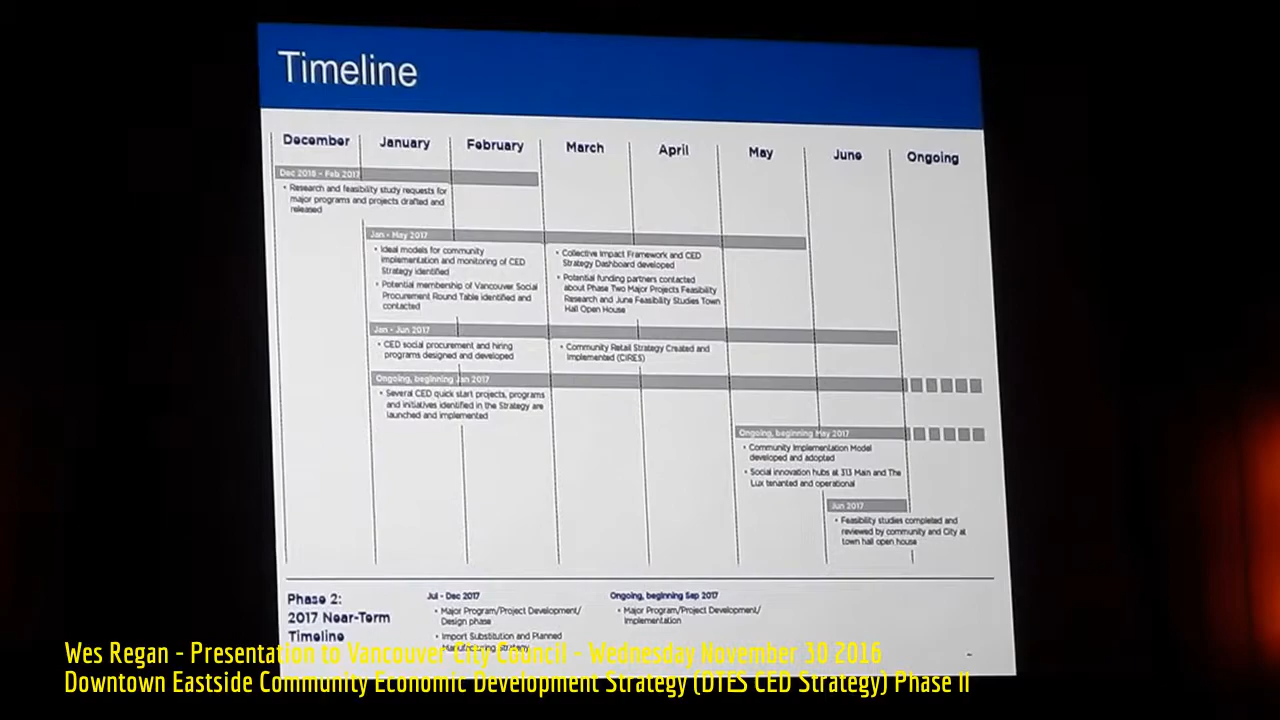 Timeline
December
January
February
March
April
May
June
Ongoing
Dec 2016 - Feb 2017
• Research and feasibility study requests for
major programs and projects drafted and
released
Jan - May 2017
• Ideal models for community
implementation and monitoring of CED
Strategy identified
• Potential membership of Vancouver Social
Procurement Round Table identified and
contacted
• Collective Impact Framework and CED
Strategy Dashboard developed
• Potential funding partners contacted
about Phase Two Major Projects Feasibility
Research and June Feasibility Studies Town
Hall Open House
Jan - Jun 2017
• CED social procurement and hiring
programs designed and developed
• Community Retail Strategy Created and
Implemented (CIRES)
Ongoing, beginning Jan 2017
• Several CED quick start projects, programs
and initiatives identified in the Strategy are
launched and implemented
Ongoing, beginning May 2017
• Community Implementation Model
developed and adopted
• Social innovation hubs at 313 Main and The
Lux tenanted and operational
Jun 2017
• Feasibility studies completed and
reviewed by community and City at
town hall open house
Phase 2:
2017 Near-Term
Timeline
Jul - Dec 2017
• Major Program/Project Development/
Design phase
• Import Substitution and Planned
Manufacturing Strategy
Ongoing, beginning Sep 2017
• Major Program/Project Development/
Implementation
Wes Regan - Presentation to Vancouver City Council - Wednesday November 30 2016
Downtown Eastside Community Economic Development Strategy (DTES CED Strategy) Phase II